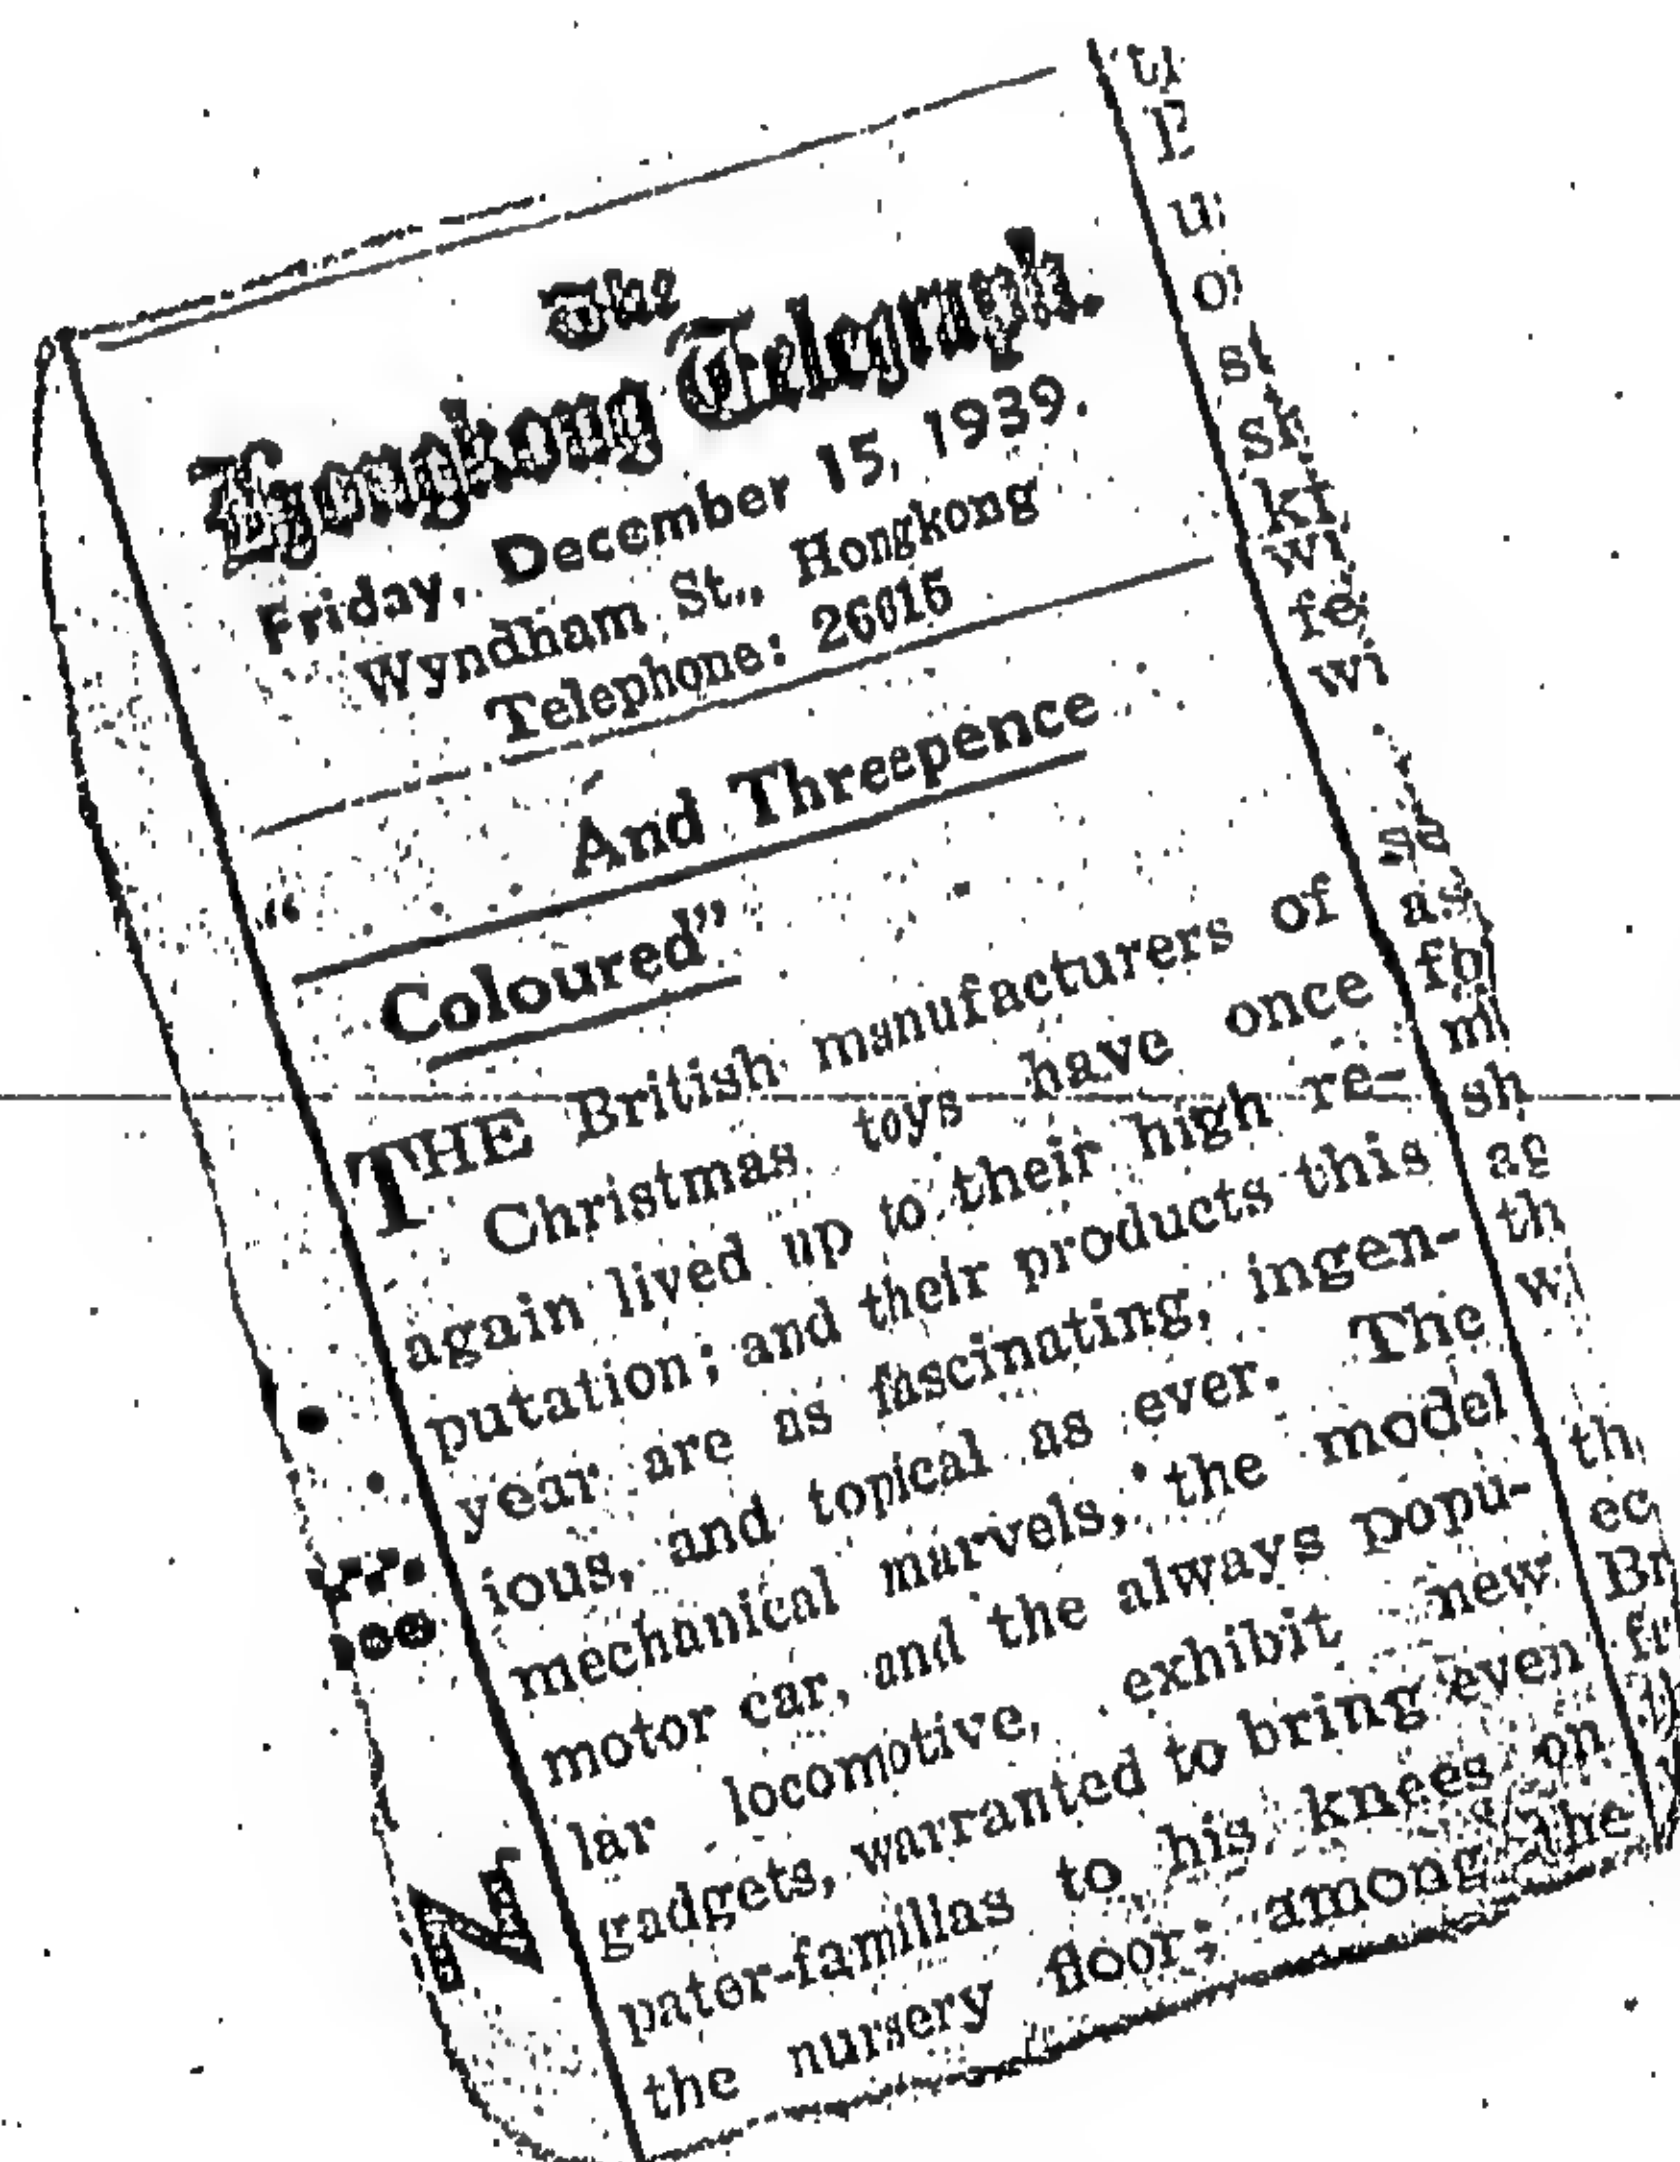 The
Hongkong Telegraph.
Friday, December 15, 1939.
Wyndham St., Hongkong
Telephone: 26615
“ And Threepence
Coloured”
THE British manufacturers of
Christmas toys have once
again lived up to their high re-
putation; and their products this
year are as fascinating, ingen-
ious, and topical as ever. The
mechanical marvels, the model
motor car, and the always popu-
lar locomotive, exhibit new
gadgets, warranted to bring even
pater-familias to his knees on
the nursery floor; among the